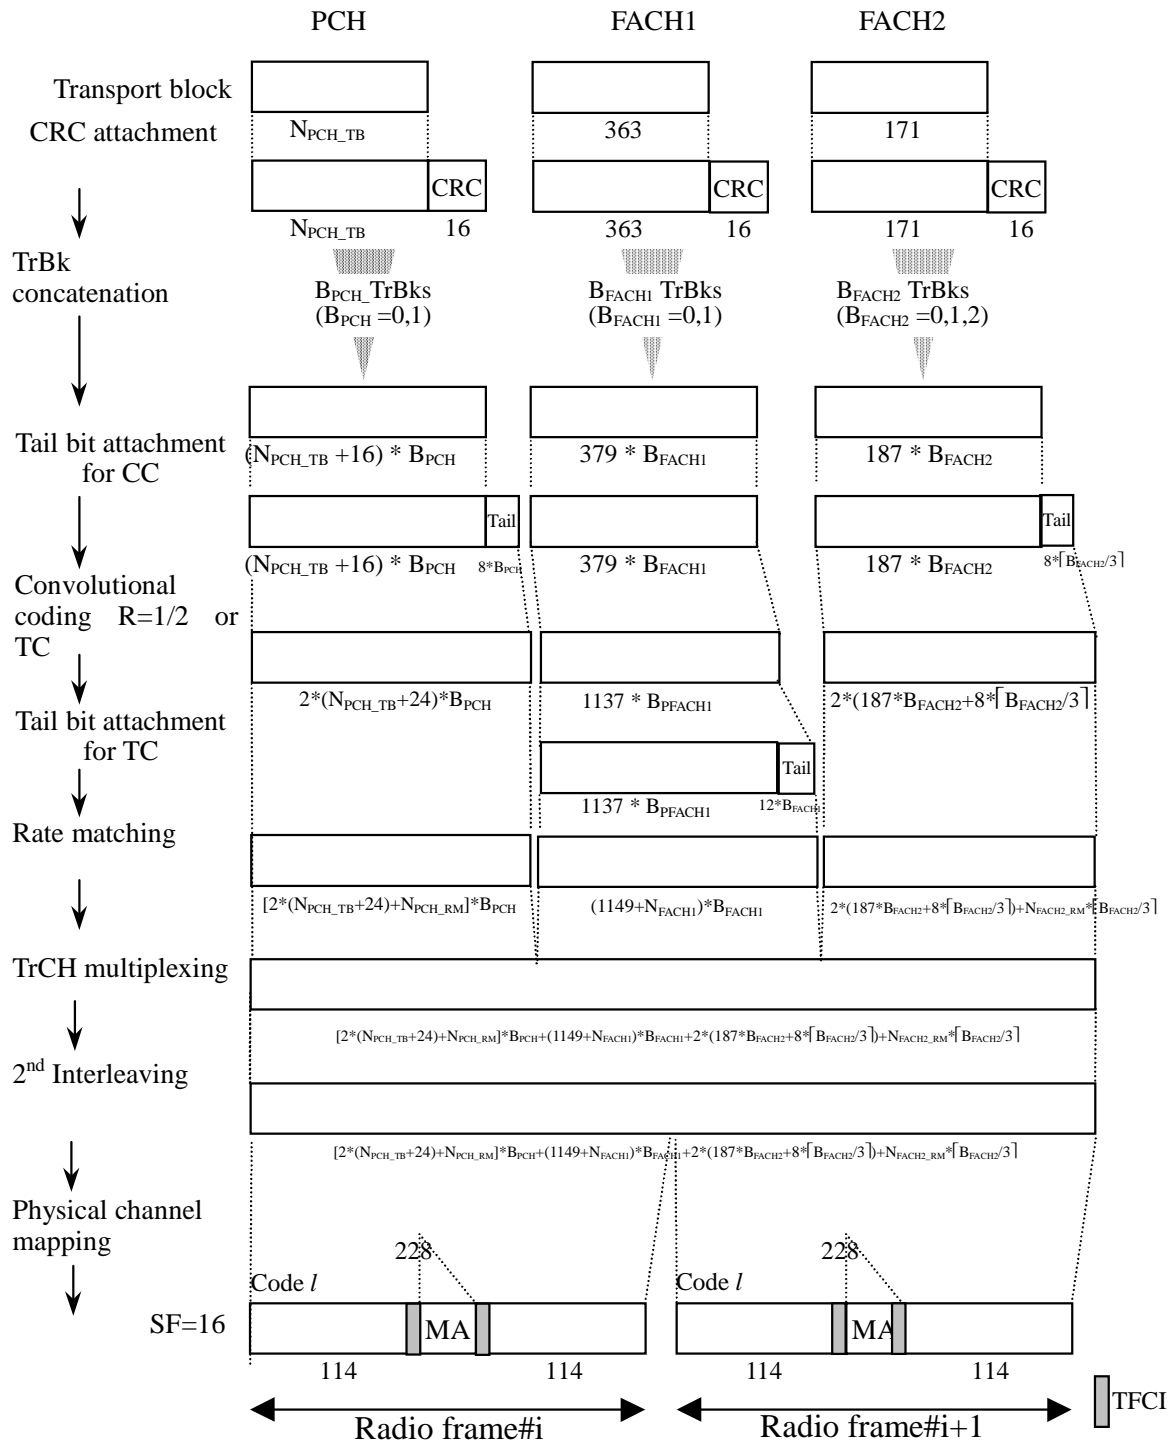 PCH FACH1 FACH2
Transport block
CRC attachment
N_PCH_TB 363 171
CRC CRC CRC
N_PCH_TB 16 363 16 171 16
TrBk
concatenation
B_PCH_ TrBks B_FACH1 TrBks B_FACH2 TrBks
(B_PCH =0,1) (B_FACH1 =0,1) (B_FACH2 =0,1,2)
Tail bit attachment
for CC
(N_PCH_TB +16) * B_PCH 379 * B_FACH1 187 * B_FACH2
Tail Tail
(N_PCH_TB +16) * B_PCH 8*B_PCH 379 * B_FACH1 187 * B_FACH2 8*⌈B_FACH2/3⌉
Convolutional
coding R=1/2 or
TC
2*(N_PCH_TB+24)*B_PCH 1137 * B_PFACH1 2*(187*B_FACH2+8*⌈B_FACH2/3⌉
Tail bit attachment
for TC
Tail
1137 * B_PFACH1 12*B_FACH1
Rate matching
[2*(N_PCH_TB+24)+N_PCH_RM]*B_PCH (1149+N_FACH1)*B_FACH1 2*(187*B_FACH2+8*⌈B_FACH2/3⌉)+N_FACH2_RM*⌈B_FACH2/3⌉
TrCH multiplexing
[2*(N_PCH_TB+24)+N_PCH_RM]*B_PCH+(1149+N_FACH1)*B_FACH1+2*(187*B_FACH2+8*⌈B_FACH2/3⌉)+N_FACH2_RM*⌈B_FACH2/3⌉
2nd Interleaving
[2*(N_PCH_TB+24)+N_PCH_RM]*B_PCH+(1149+N_FACH1)*B_FACH1+2*(187*B_FACH2+8*⌈B_FACH2/3⌉)+N_FACH2_RM*⌈B_FACH2/3⌉
Physical channel
mapping
228 228
Code l Code l
SF=16 MA MA
114 114 114 114
TFCI
Radio frame#i Radio frame#i+1